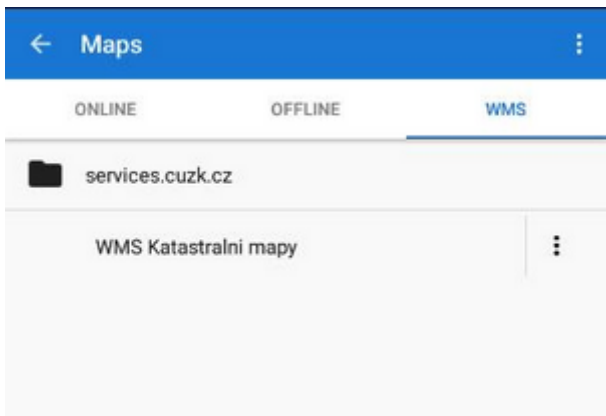 Maps
ONLINE OFFLINE WMS
services.cuzk.cz
WMS Katastralni mapy